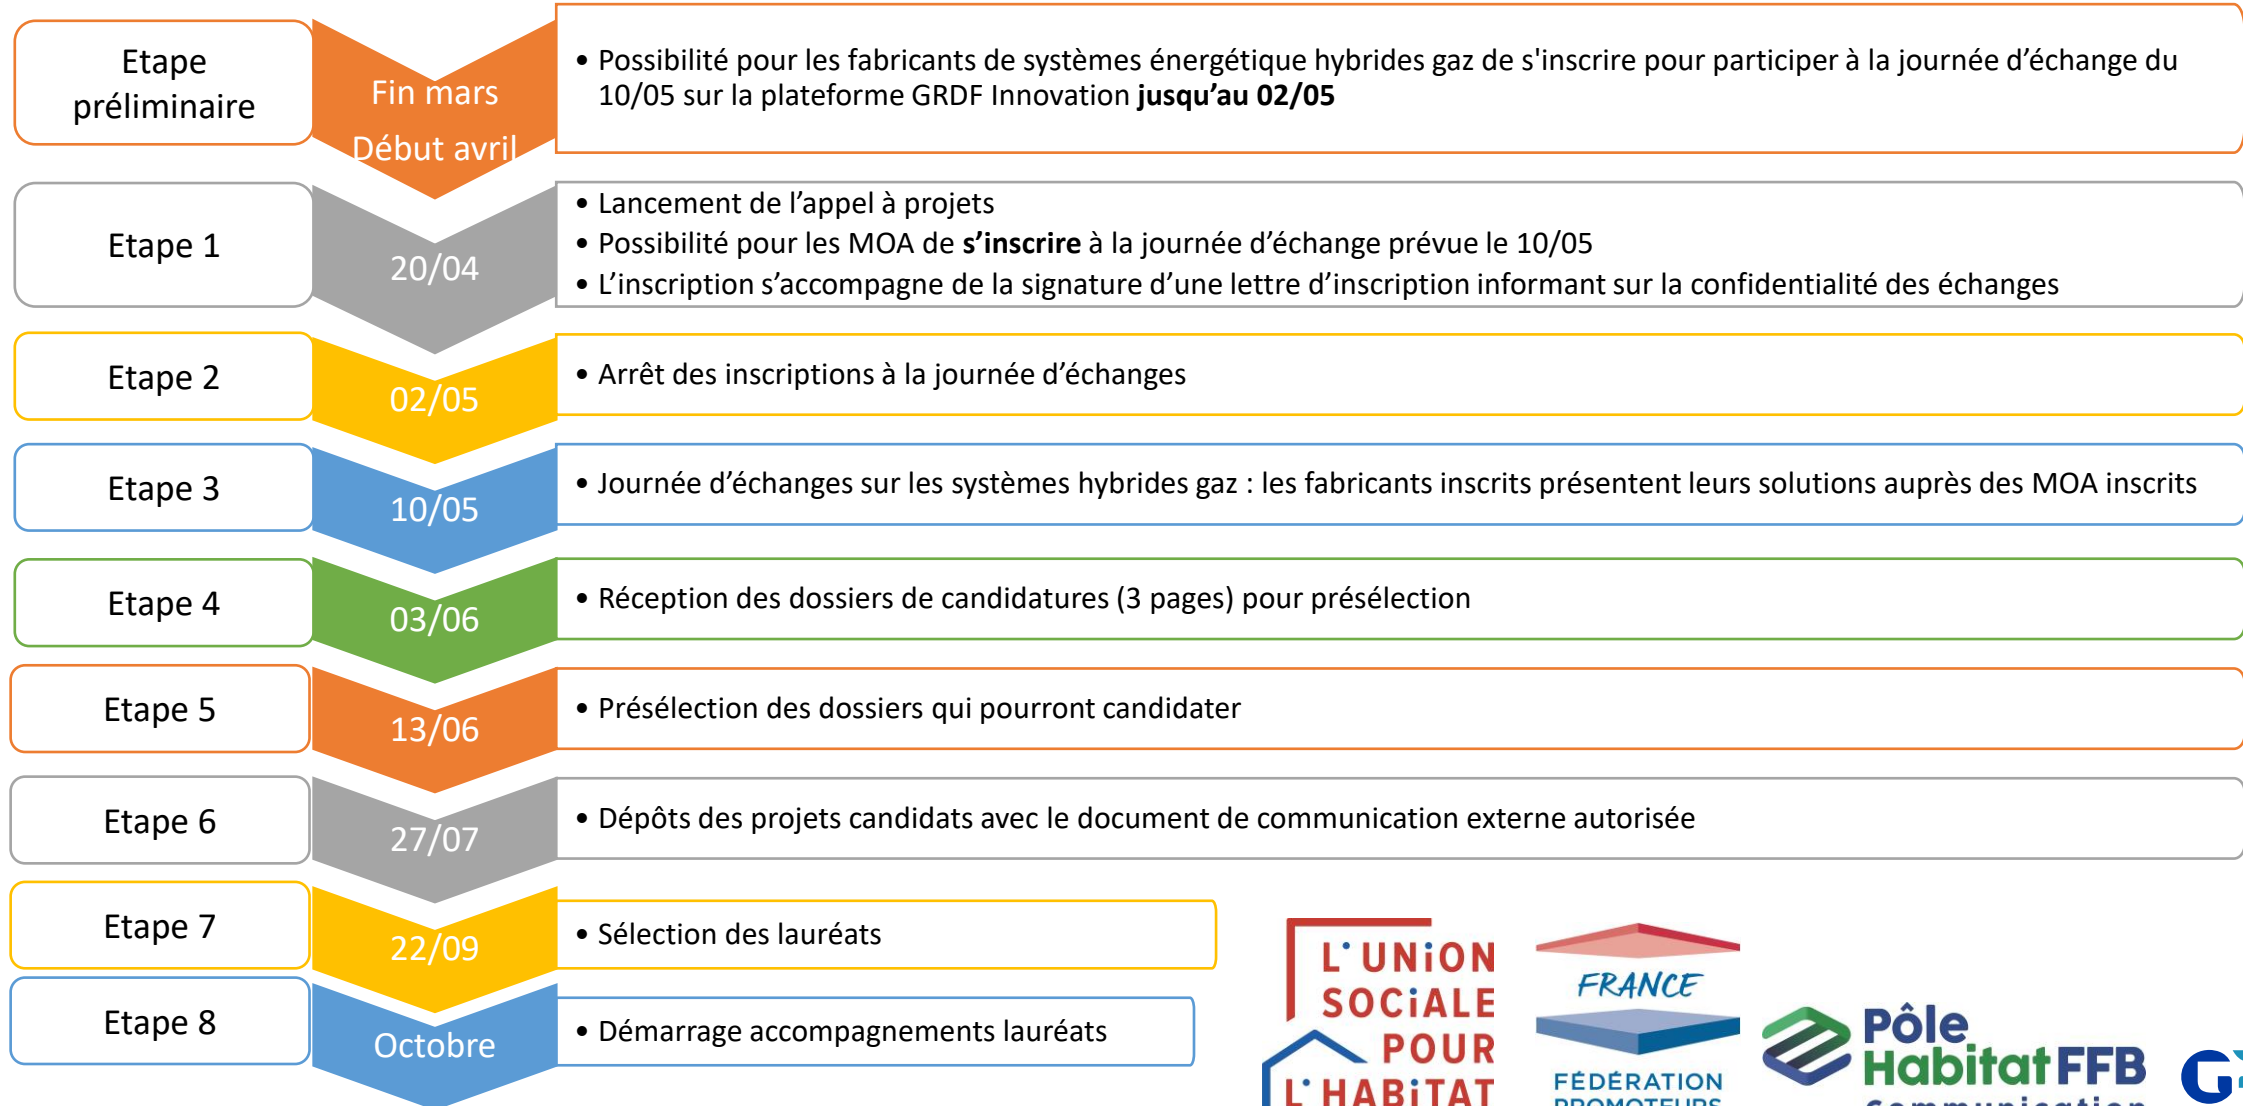 Etape
préliminaire
Fin mars
Début avril
• Possibilité pour les fabricants de systèmes énergétique hybrides gaz de s'inscrire pour participer à la journée d’échange du
10/05 sur la plateforme GRDF Innovation jusqu’au 02/05
Etape 1
20/04
• Lancement de l’appel à projets
• Possibilité pour les MOA de s’inscrire à la journée d’échange prévue le 10/05
• L’inscription s’accompagne de la signature d’une lettre d’inscription informant sur la confidentialité des échanges
Etape 2
02/05
• Arrêt des inscriptions à la journée d’échanges
Etape 3
10/05
• Journée d’échanges sur les systèmes hybrides gaz : les fabricants inscrits présentent leurs solutions auprès des MOA inscrits
Etape 4
03/06
• Réception des dossiers de candidatures (3 pages) pour présélection
Etape 5
13/06
• Présélection des dossiers qui pourront candidater
Etape 6
27/07
• Dépôts des projets candidats avec le document de communication externe autorisée
Etape 7
22/09
• Sélection des lauréats
Etape 8
Octobre
• Démarrage accompagnements lauréats
L'UNiON
SOCiALE
POUR
L'HABiTAT
FRANCE
FÉDÉRATION
PROMOTEURS
Pôle
Habitat FFB
Communication
G